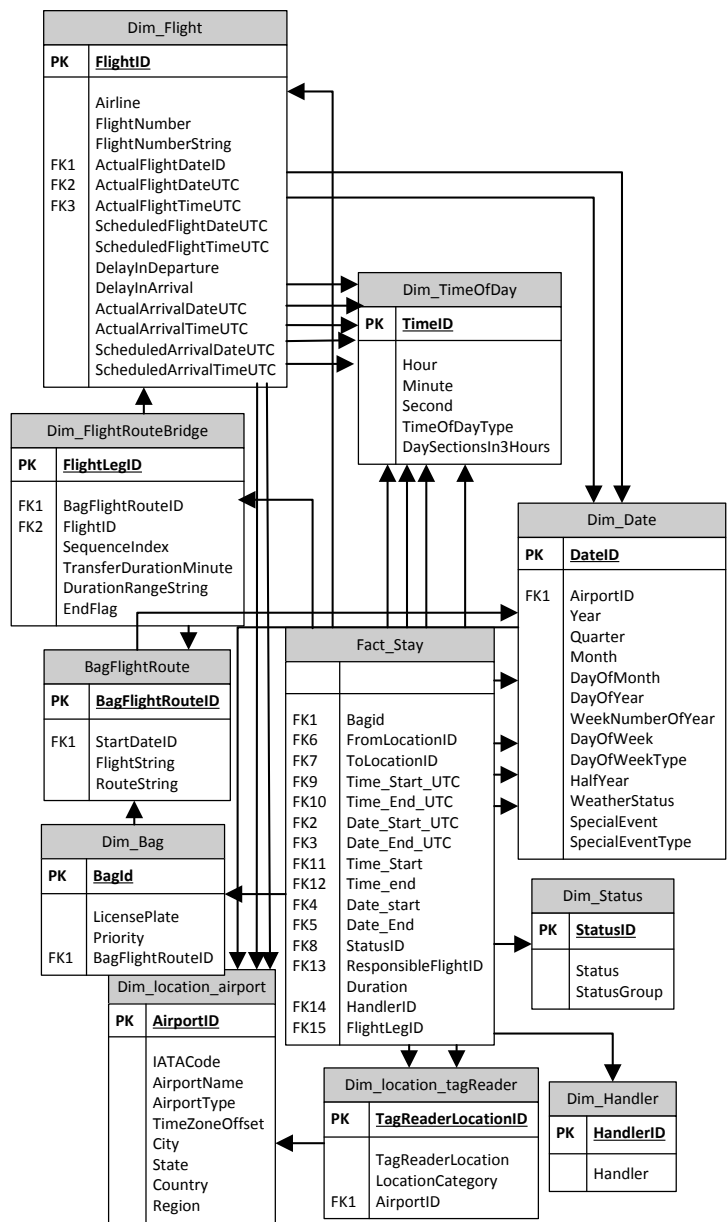 Dim_Flight
PK FlightID
Airline
FlightNumber
FlightNumberString
FK1 ActualFlightDateID
FK2 ActualFlightDateUTC
FK3 ActualFlightTimeUTC
ScheduledFlightDateUTC
ScheduledFlightTimeUTC
DelayInDeparture
DelayInArrival
ActualArrivalDateUTC
ActualArrivalTimeUTC
ScheduledArrivalDateUTC
ScheduledArrivalTimeUTC
Dim_TimeOfDay
PK TimeID
Hour
Minute
Second
TimeOfDayType
DaySectionsIn3Hours
Dim_FlightRouteBridge
PK FlightLegID
FK1 BagFlightRouteID
FK2 FlightID
SequenceIndex
TransferDurationMinute
DurationRangeString
EndFlag
Dim_Date
PK DateID
FK1 AirportID
Year
Quarter
Month
DayOfMonth
DayOfYear
WeekNumberOfYear
DayOfWeek
DayOfWeekType
HalfYear
WeatherStatus
SpecialEvent
SpecialEventType
Fact_Stay
FK1 Bagid
FK6 FromLocationID
FK7 ToLocationID
FK9 Time_Start_UTC
FK10 Time_End_UTC
FK2 Date_Start_UTC
FK3 Date_End_UTC
FK11 Time_Start
FK12 Time_end
FK4 Date_start
FK5 Date_End
FK8 StatusID
FK13 ResponsibleFlightID
Duration
FK14 HandlerID
FK15 FlightLegID
BagFlightRoute
PK BagFlightRouteID
FK1 StartDateID
FlightString
RouteString
Dim_Bag
PK BagId
LicensePlate
Priority
FK1 BagFlightRouteID
Dim_Status
PK StatusID
Status
StatusGroup
Dim_location_airport
PK AirportID
IATACode
AirportName
AirportType
TimeZoneOffset
City
State
Country
Region
Dim_location_tagReader
PK TagReaderLocationID
TagReaderLocation
LocationCategory
FK1 AirportID
Dim_Handler
PK HandlerID
Handler